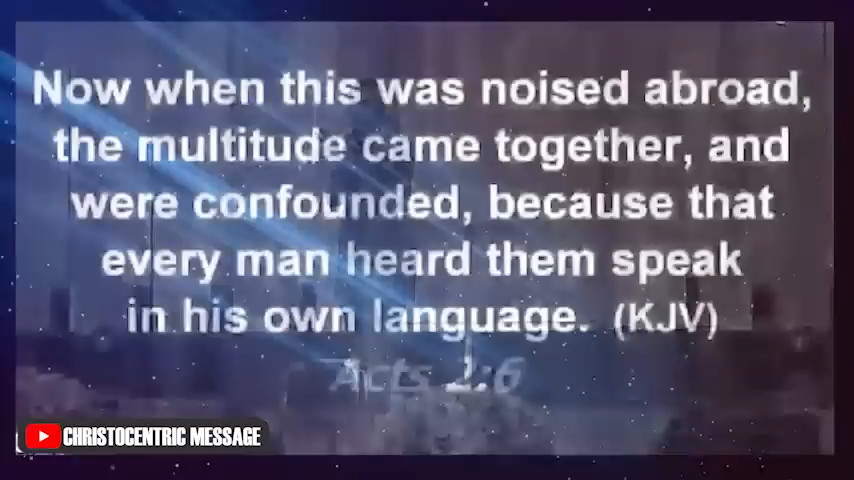 Now when this was noised abroad,
the multitude came together, and
were confounded, because that
every man heard them speak
in his own language. (KJV)
Acts 2:6
CHRISTOCENTRIC MESSAGE